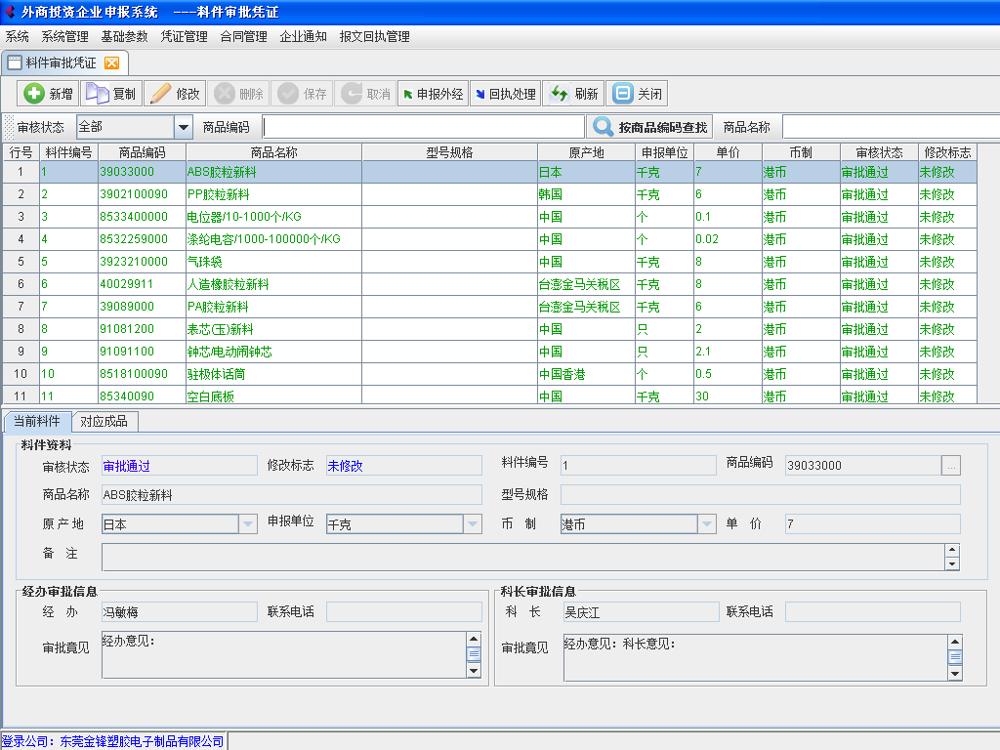 外商投资企业申报系统 ---料件审批凭证
系统 系统管理 基础参数 凭证管理 合同管理 企业通知 报文回执管理
料件审批凭证
新增 复制 修改 删除 保存 取消 申报外经 回执处理 刷新 关闭
审核状态 全部 商品编码 按商品编码查找 商品名称
行号 料件编号 商品编码 商品名称 型号规格 原产地 申报单位 单价 币制 审核状态 修改标志
1 1 39033000 ABS胶粒新料 日本 千克 7 港币 审批通过 未修改
2 2 3902100090 PP胶粒新料 韩国 千克 6 港币 审批通过 未修改
3 3 8533400000 电位器/10-1000个/KG 中国 个 0.1 港币 审批通过 未修改
4 4 8532259000 涤纶电容/1000-100000个/KG 中国 个 0.02 港币 审批通过 未修改
5 5 3923210000 气珠袋 中国 千克 8 港币 审批通过 未修改
6 6 40029911 人造橡胶粒新料 台澎金马关税区 千克 8 港币 审批通过 未修改
7 7 39089000 PA胶粒新料 台澎金马关税区 千克 6 港币 审批通过 未修改
8 8 91081200 表芯(玉)新料 中国 只 2 港币 审批通过 未修改
9 9 91091100 钟芯/电动闹钟芯 中国 只 2.1 港币 审批通过 未修改
10 10 8518100090 驻极体话筒 中国香港 个 0.5 港币 审批通过 未修改
11 11 85340090 空白底板 中国 千克 30 港币 审批通过 未修改
当前料件 对应成品
料件资料
审核状态 审批通过 修改标志 未修改 料件编号 1 商品编码 39033000 ...
商品名称 ABS胶粒新料 型号规格
原产地 日本 申报单位 千克 币 制 港币 单 价 7
备 注
经办审批信息 科长审批信息
经 办 冯敏梅 联系电话 科 长 吴庆江 联系电话
审批竟见 经办意见: 审批竟见 经办意见: 科长意见:
登录公司: 东莞金锋塑胶电子制品有限公司